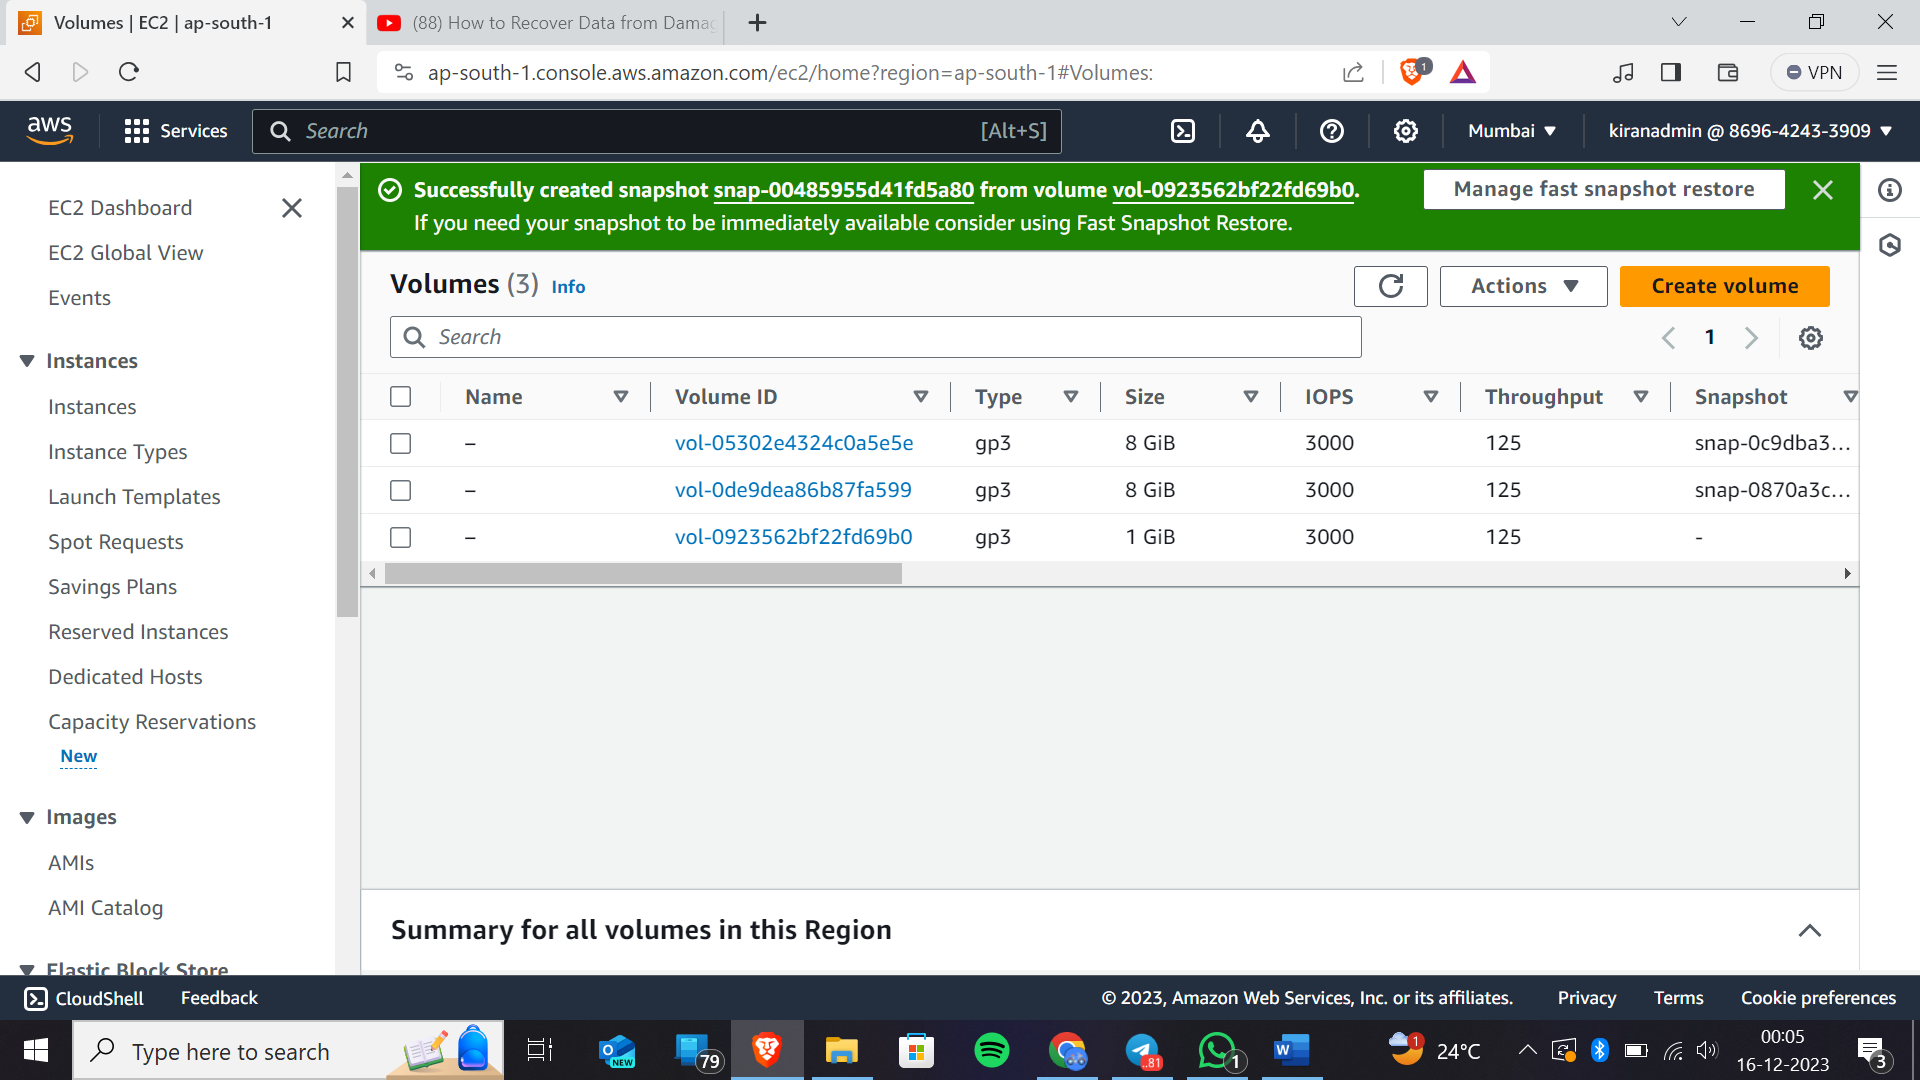 Volumes | EC2 | ap-south-1
(88) How to Recover Data from Damag
ap-south-1.console.aws.amazon.com/ec2/home?region=ap-south-1#Volumes:
1
VPN
aws
Services
Search
[Alt+S]
Mumbai
kiranadmin @ 8696-4243-3909
EC2 Dashboard
EC2 Global View
Events
Instances
Instances
Instance Types
Launch Templates
Spot Requests
Savings Plans
Reserved Instances
Dedicated Hosts
Capacity Reservations
New
Images
AMIs
AMI Catalog
Elastic Block Store
Successfully created snapshot snap-00485955d41fd5a80 from volume vol-0923562bf22fd69b0.
If you need your snapshot to be immediately available consider using Fast Snapshot Restore.
Manage fast snapshot restore
Volumes (3) Info
Actions
Create volume
Search
1
Name Volume ID Type Size IOPS Throughput Snapshot
– vol-05302e4324c0a5e5e gp3 8 GiB 3000 125 snap-0c9dba3...
– vol-0de9dea86b87fa599 gp3 8 GiB 3000 125 snap-0870a3c...
– vol-0923562bf22fd69b0 gp3 1 GiB 3000 125 -
Summary for all volumes in this Region
CloudShell
Feedback
© 2023, Amazon Web Services, Inc. or its affiliates.
Privacy
Terms
Cookie preferences
Type here to search
NEW
79
..81
1
W
1
24°C
00:05
16-12-2023
3